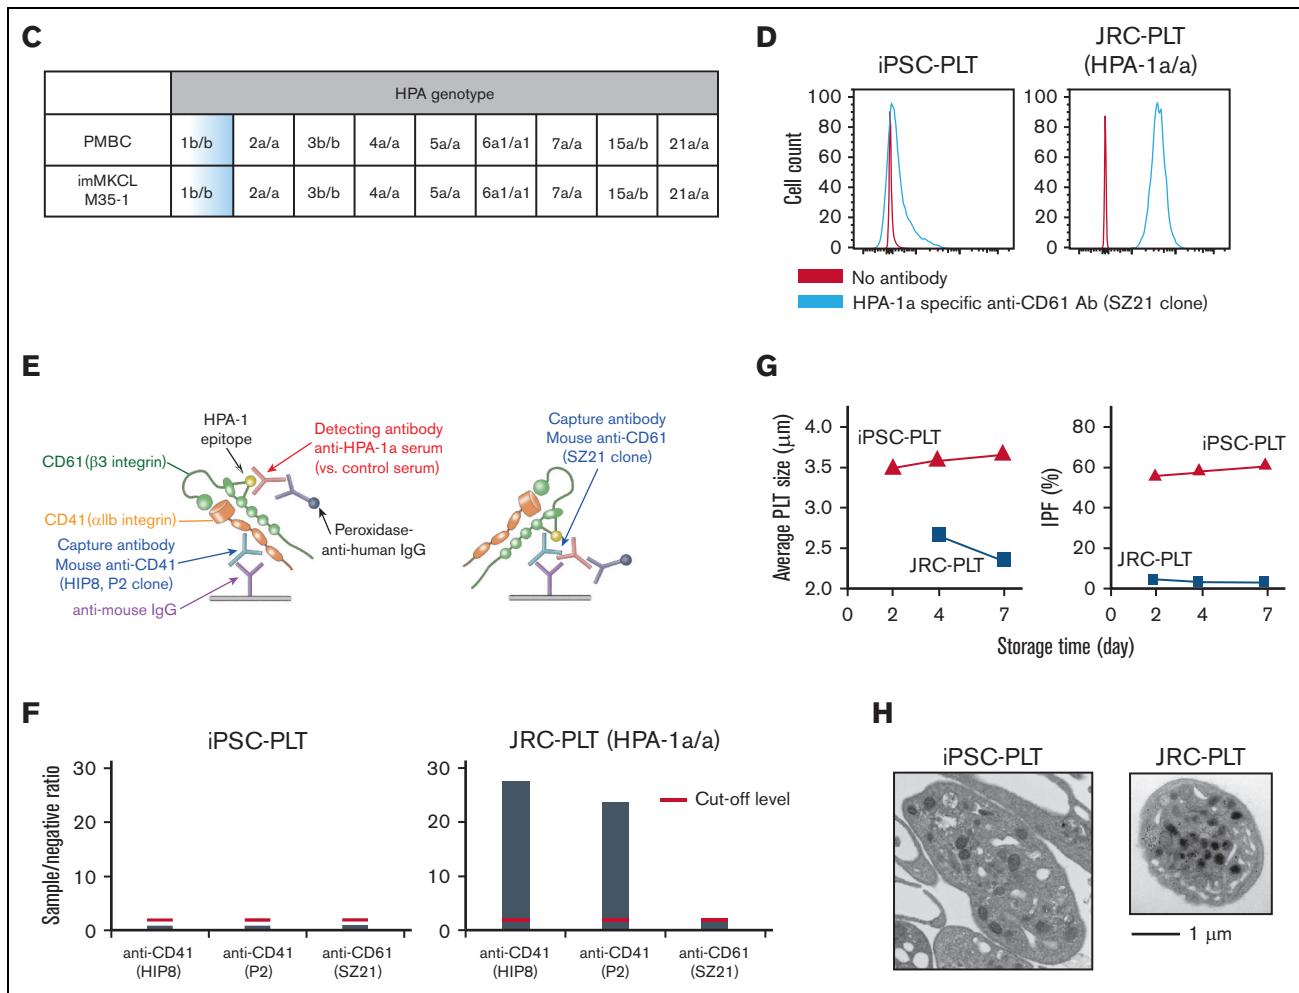 C
HPA genotype
PMBC 1b/b 2a/a 3b/b 4a/a 5a/a 6a1/a1 7a/a 15a/b 21a/a
imMKCL
M35-1
1b/b 2a/a 3b/b 4a/a 5a/a 6a1/a1 7a/a 15a/b 21a/a
D
iPSC-PLT
JRC-PLT
(HPA-1a/a)
Cell count
100
80
60
40
20
0
100
80
60
40
20
0
No antibody
HPA-1a specific anti-CD61 Ab (SZ21 clone)
E
HPA-1
epitope
Detecting antibody
anti-HPA-1a serum
(vs. control serum)
CD61(β3 integrin)
CD41(αIIb integrin)
Capture antibody
Mouse anti-CD41
(HIP8, P2 clone)
anti-mouse IgG
Peroxidase-
anti-human IgG
Capture antibody
Mouse anti-CD61
(SZ21 clone)
G
Average PLT size (μm)
4.0
3.5
3.0
2.5
2.0
iPSC-PLT
JRC-PLT
0 2 4 7
IPF (%)
80
60
40
20
0
iPSC-PLT
JRC-PLT
0 2 4 7
Storage time (day)
F
iPSC-PLT
JRC-PLT (HPA-1a/a)
Sample/negative ratio
30
20
10
0
anti-CD41
(HIP8)
anti-CD41
(P2)
anti-CD61
(SZ21)
30
20
10
0
Cut-off level
anti-CD41
(HIP8)
anti-CD41
(P2)
anti-CD61
(SZ21)
H
iPSC-PLT
JRC-PLT
1 μm